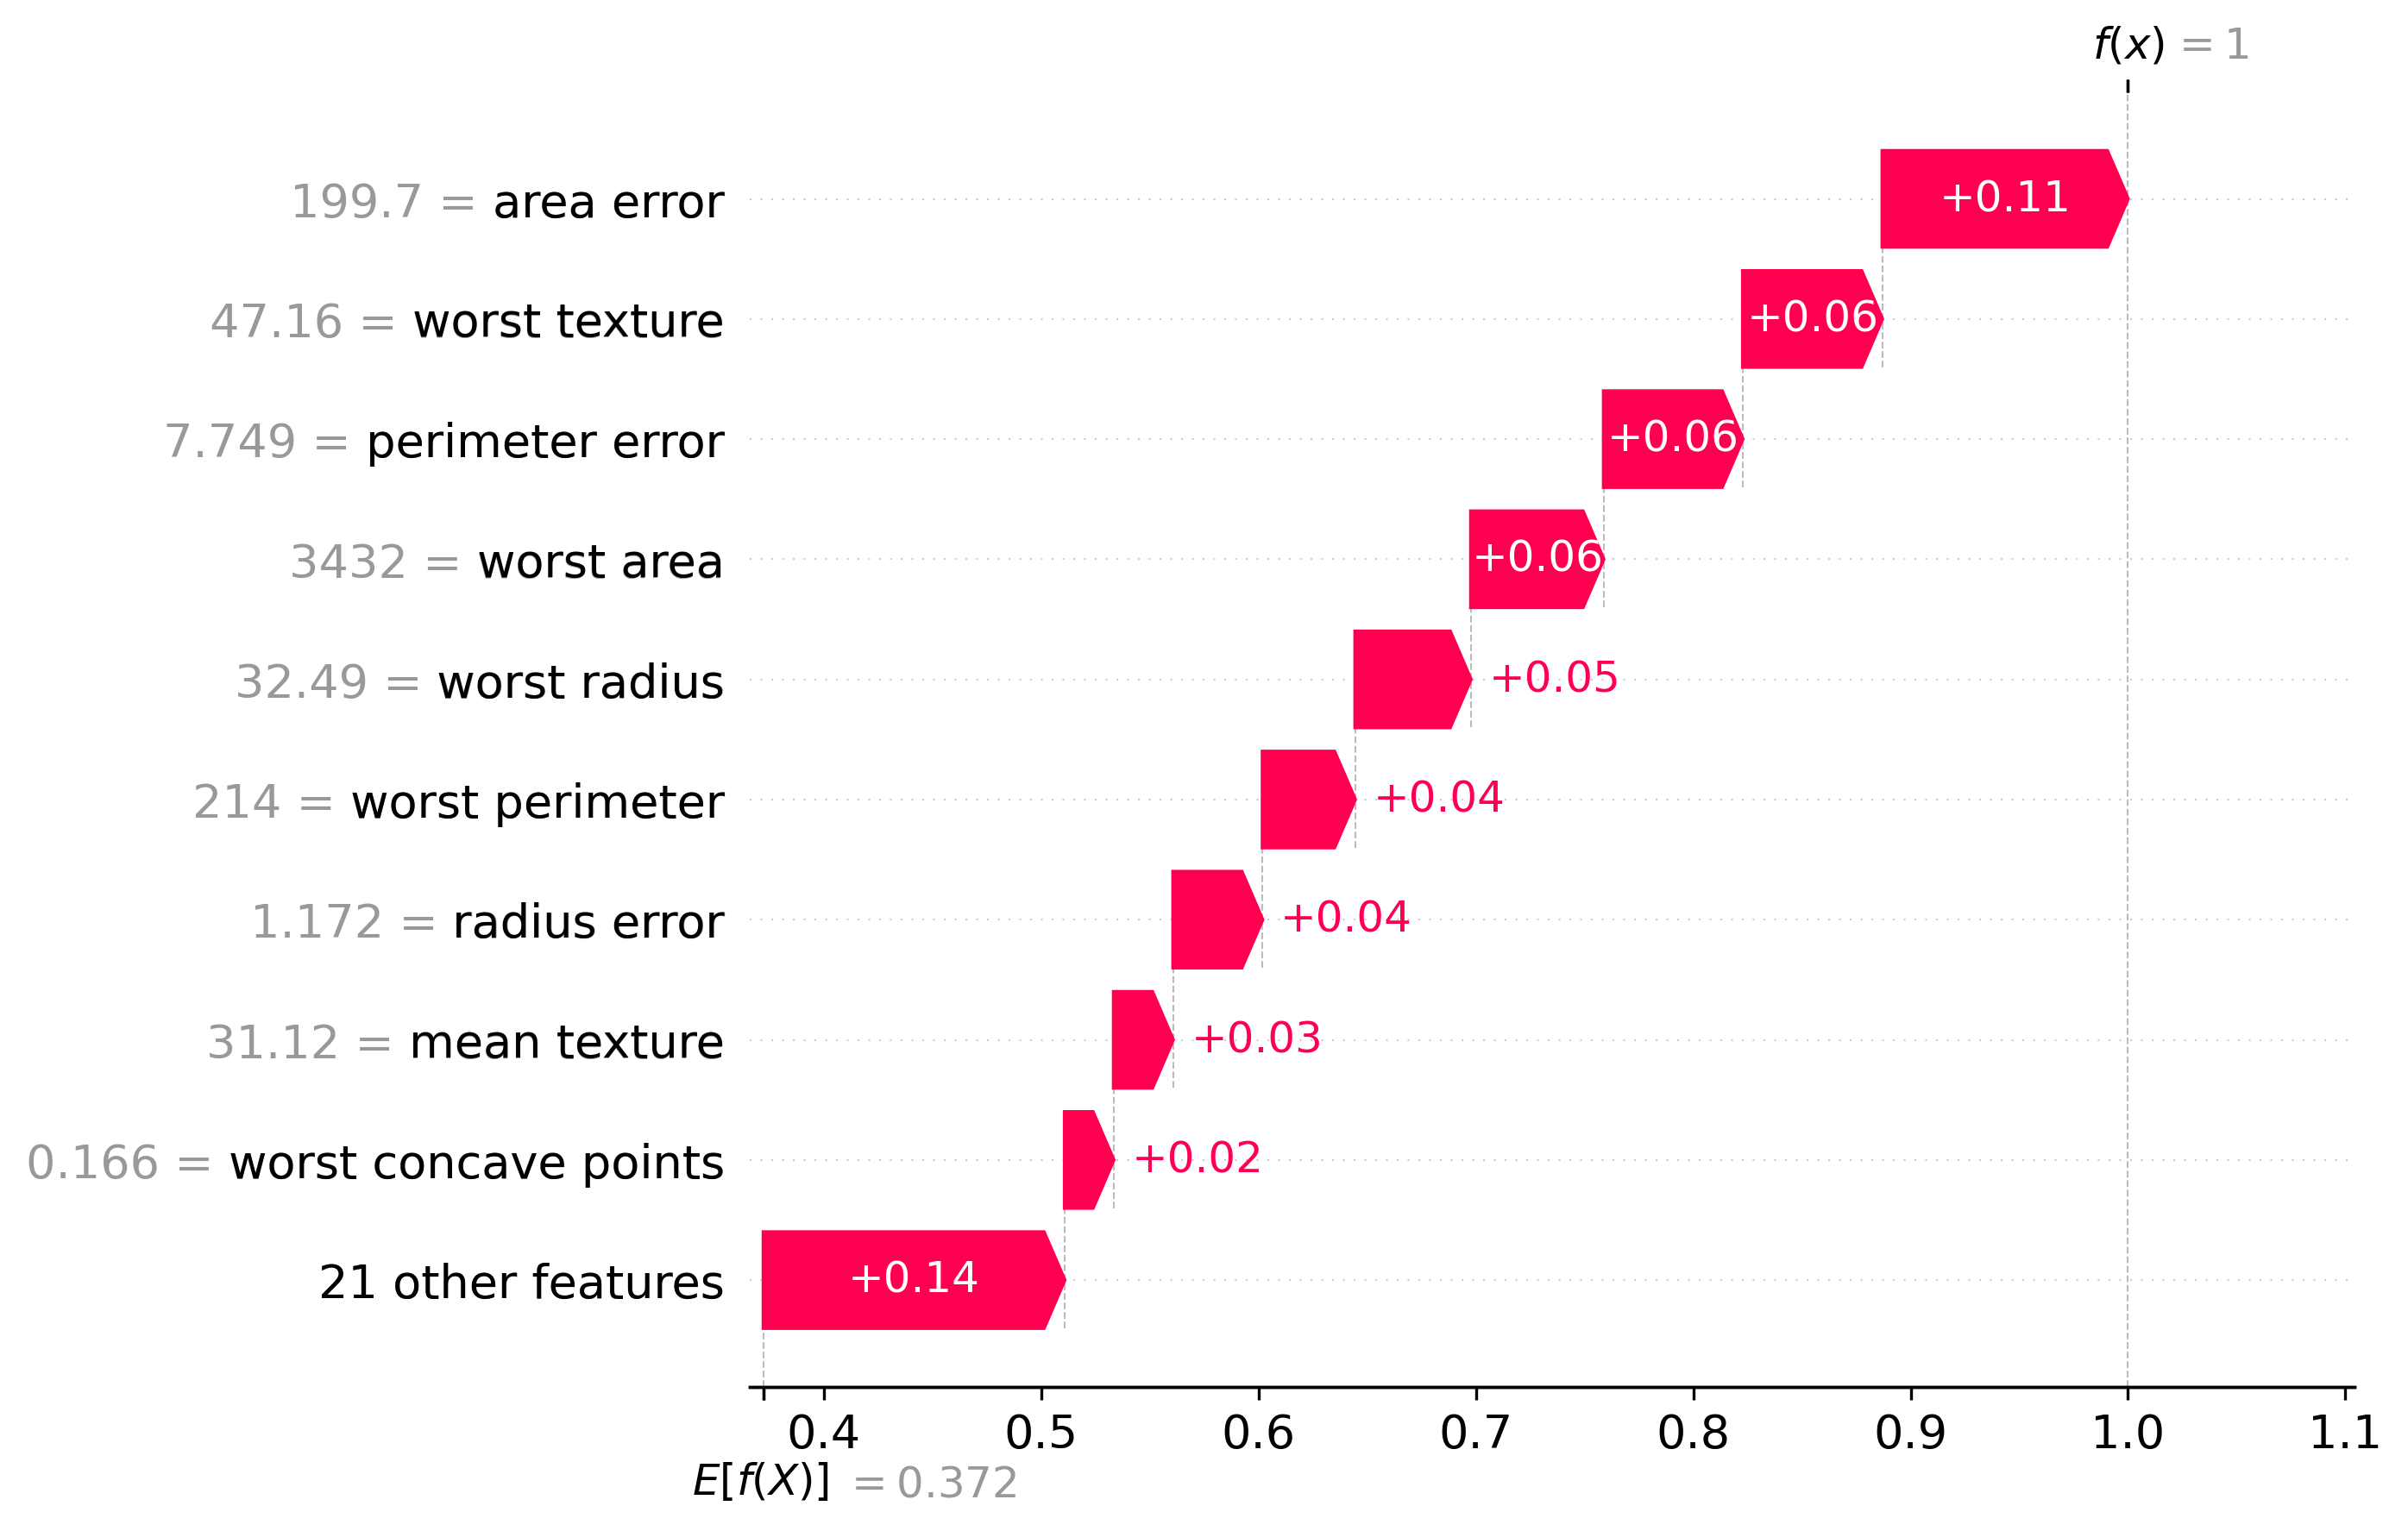 f(x) = 1
199.7 = area error +0.11
47.16 = worst texture +0.06
7.749 = perimeter error +0.06
3432 = worst area +0.06
32.49 = worst radius +0.05
214 = worst perimeter +0.04
1.172 = radius error +0.04
31.12 = mean texture +0.03
0.166 = worst concave points +0.02
21 other features +0.14
0.4 0.5 0.6 0.7 0.8 0.9 1.0 1.1
E[f(X)] = 0.372